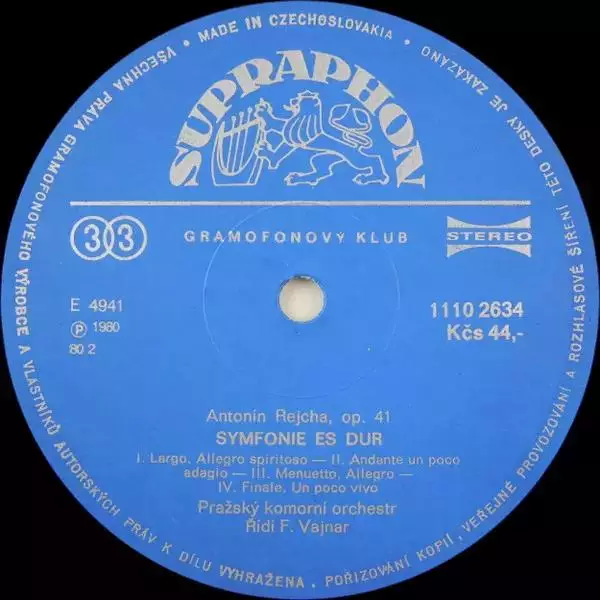 MADE IN CZECHOSLOVAKIA •
VŠECHNA PRÁVA GRAMOFONOVÉHO VÝROBCE A VLASTNÍKŮ AUTORSKÝCH PRÁV K DÍLU VYHRAŽENA. POŘIZOVÁNÍ KOPIÍ, VEŘEJNÉ PROVOZOVÁNÍ A ROZHLASOVÉ ŠÍŘENÍ TÉTO DESKY JE ZAKÁZÁNO
SUPRAPHON
33
GRAMOFONOVÝ KLUB
STEREO
E 4941
Ⓟ 1980
80 2
1110 2634
Kčs 44,-
Antonín Rejcha, op. 41
SYMFONIE ES DUR
I. Largo, Allegro spiritoso — II. Andante un poco
adagio — III. Menuetto, Allegro —
IV. Finale, Un poco vivo
Pražský komorní orchestr
Řídí F. Vajnar